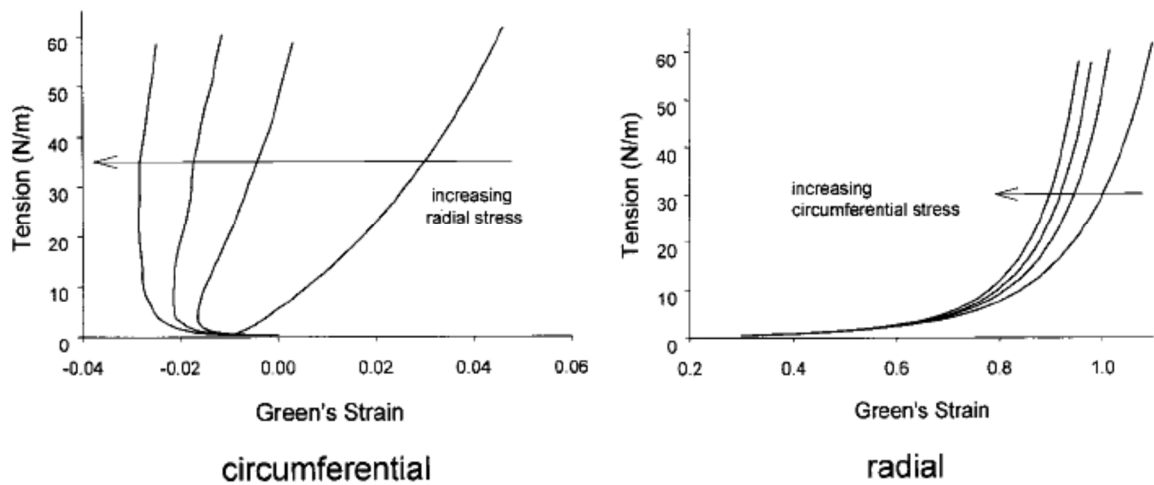 Tension (N/m)
60
50
40
30
20
10
0
increasing
radial stress
-0.04
-0.02
0.00
0.02
0.04
0.06
Green's Strain
circumferential
Tension (N/m)
60
50
40
30
20
10
0
increasing
circumferential stress
0.2
0.4
0.6
0.8
1.0
Green's Strain
radial